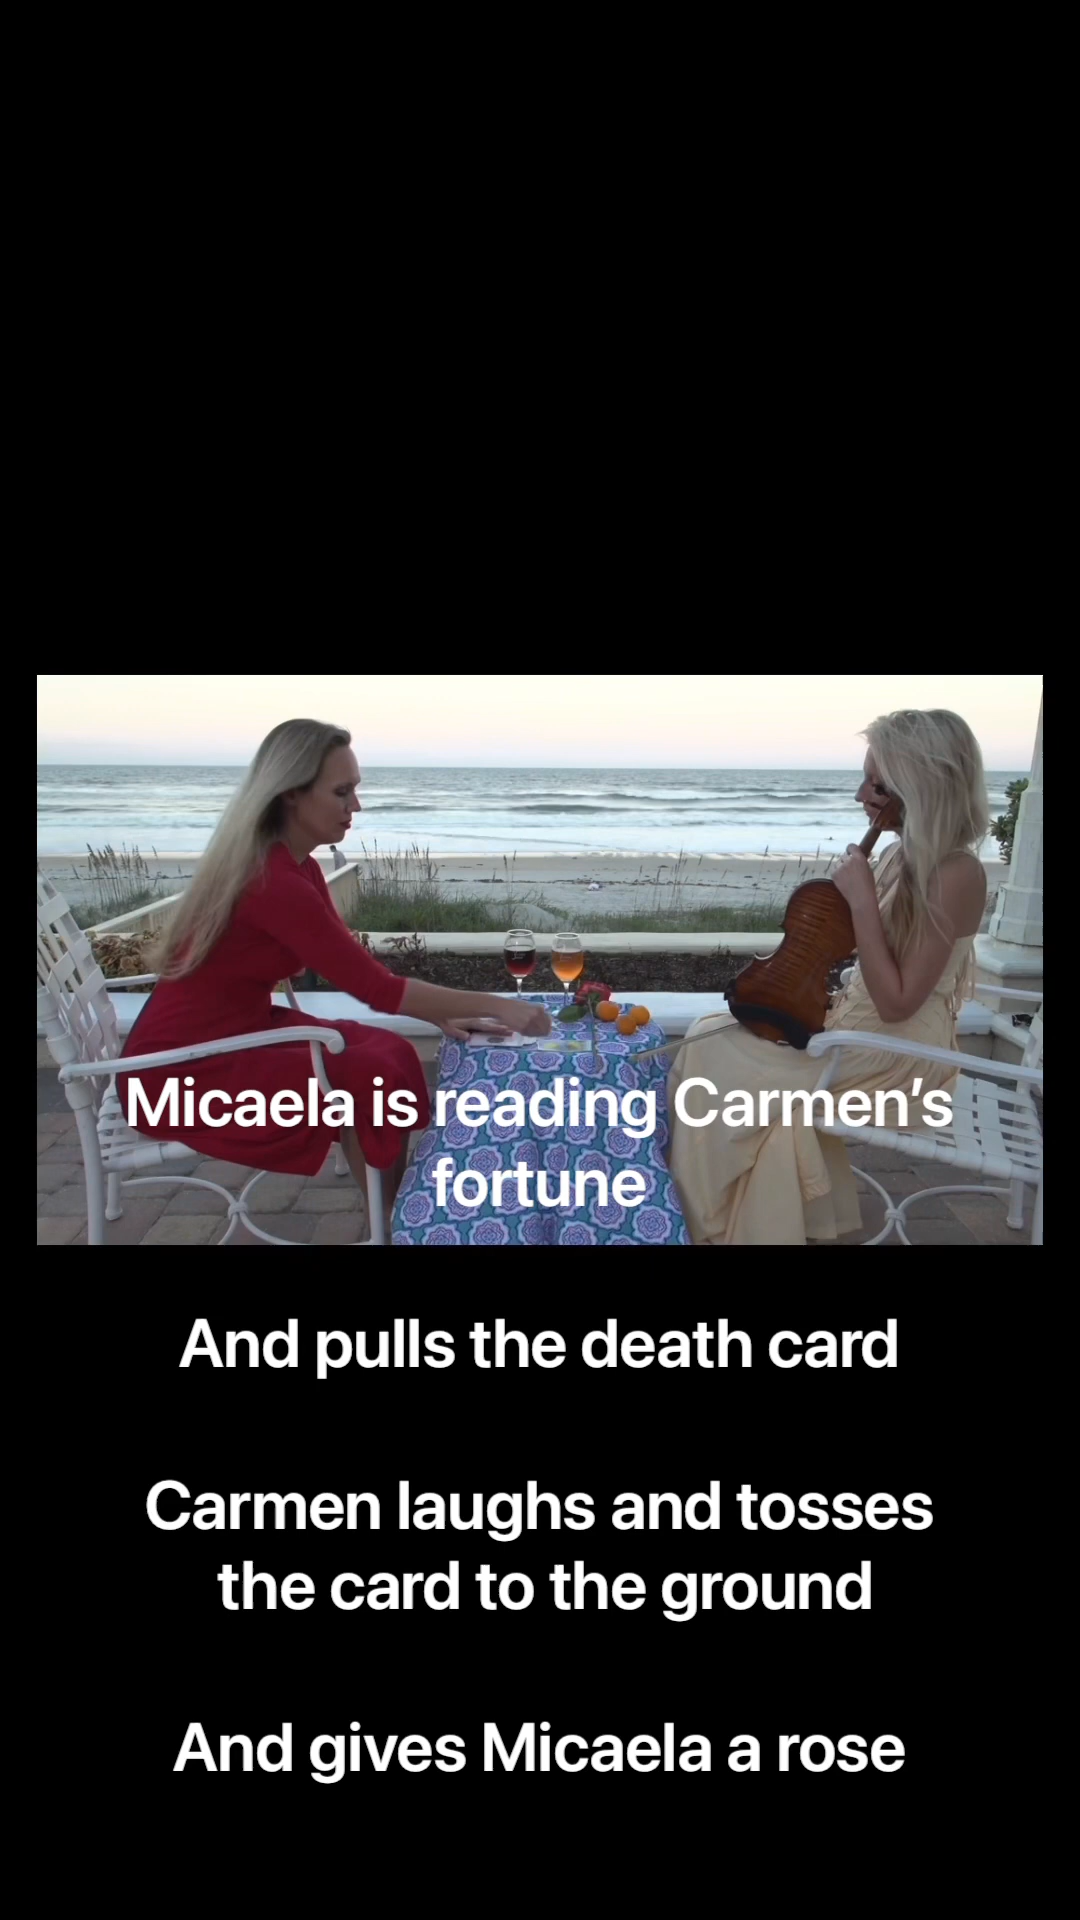 Micaela is reading Carmen’s
fortune
And pulls the death card
Carmen laughs and tosses
the card to the ground
And gives Micaela a rose